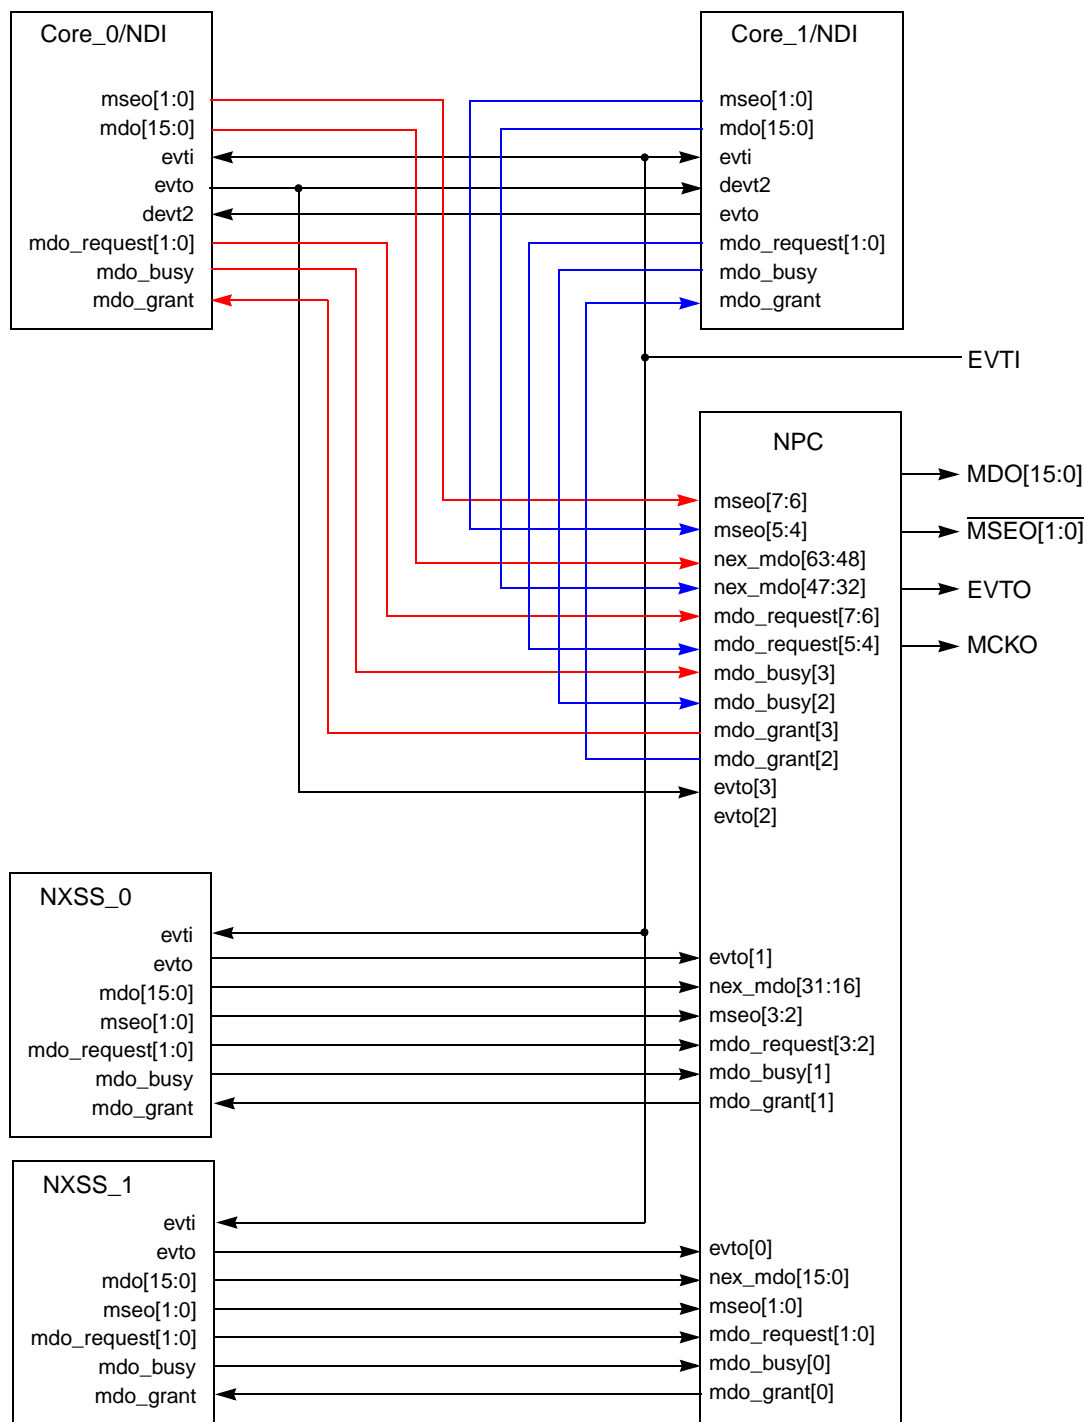 Core_0/NDI
mseo[1:0]
mdo[15:0]
evti
evto
devt2
mdo_request[1:0]
mdo_busy
mdo_grant
Core_1/NDI
mseo[1:0]
mdo[15:0]
evti
devt2
evto
mdo_request[1:0]
mdo_busy
mdo_grant
EVTI
NPC
mseo[7:6]
mseo[5:4]
nex_mdo[63:48]
nex_mdo[47:32]
mdo_request[7:6]
mdo_request[5:4]
mdo_busy[3]
mdo_busy[2]
mdo_grant[3]
mdo_grant[2]
evto[3]
evto[2]
evto[1]
nex_mdo[31:16]
mseo[3:2]
mdo_request[3:2]
mdo_busy[1]
mdo_grant[1]
evto[0]
nex_mdo[15:0]
mseo[1:0]
mdo_request[1:0]
mdo_busy[0]
mdo_grant[0]
MDO[15:0]
MSEO[1:0]
EVTO
MCKO
NXSS_0
evti
evto
mdo[15:0]
mseo[1:0]
mdo_request[1:0]
mdo_busy
mdo_grant
NXSS_1
evti
evto
mdo[15:0]
mseo[1:0]
mdo_request[1:0]
mdo_busy
mdo_grant